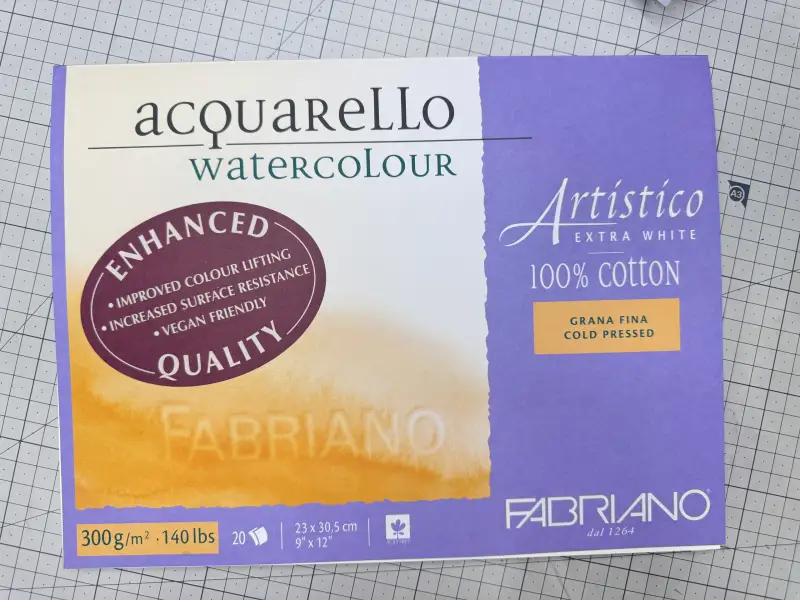 acquarello
watercolour
ENHANCED
• IMPROVED COLOUR LIFTING
• INCREASED SURFACE RESISTANCE
• VEGAN FRIENDLY
QUALITY
FABRIANO
Artistico
EXTRA WHITE
100% COTTON
GRANA FINA
COLD PRESSED
300g/m² · 140 lbs
20
23 x 30,5 cm
9" x 12"
FABRIANO®
dal 1264
A3